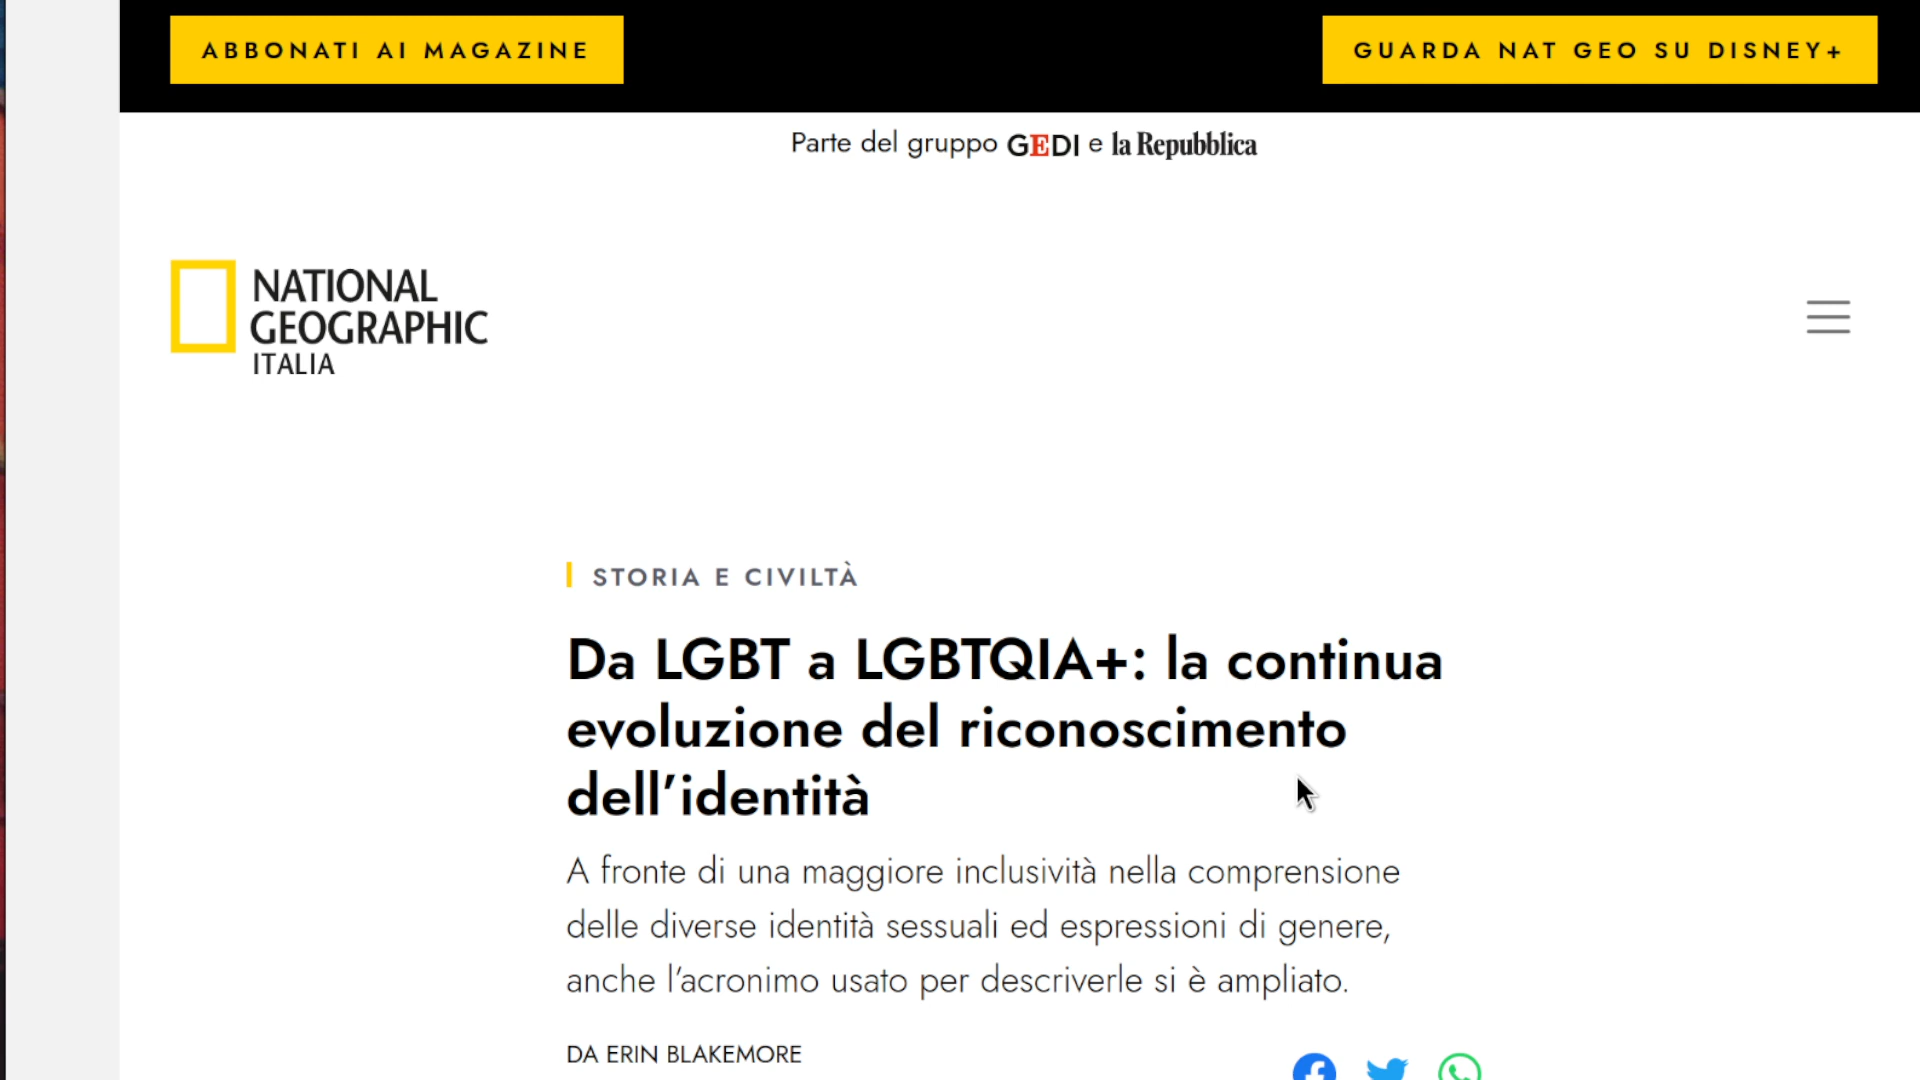 ABBONATI AI MAGAZINE
GUARDA NAT GEO SU DISNEY+
Parte del gruppo GEDI e la Repubblica
NATIONAL
GEOGRAPHIC
ITALIA
STORIA E CIVILTÀ
Da LGBT a LGBTQIA+: la continua
evoluzione del riconoscimento
dell’identità
A fronte di una maggiore inclusività nella comprensione
delle diverse identità sessuali ed espressioni di genere,
anche l’acronimo usato per descriverle si è ampliato.
DA ERIN BLAKEMORE